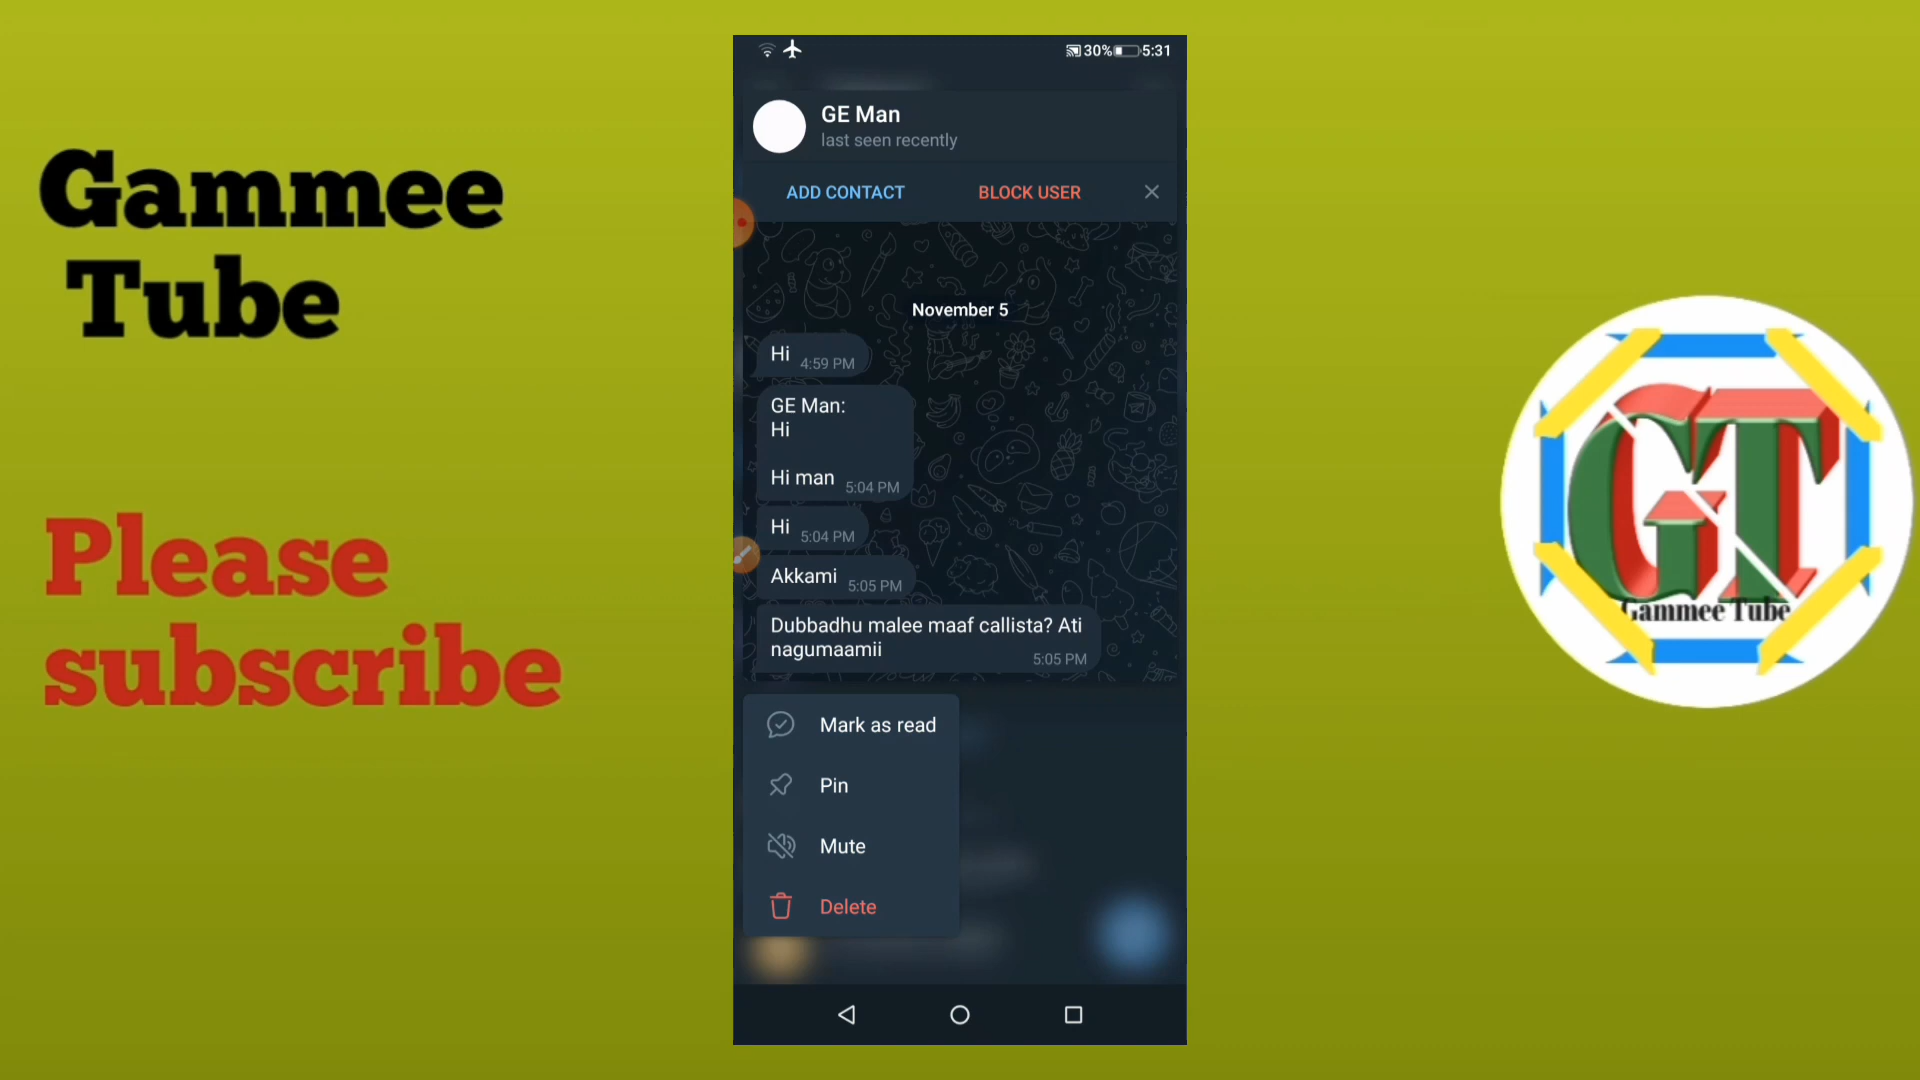 Gammee
Tube
Please
subscribe
30% 5:31
GE Man
last seen recently
ADD CONTACT BLOCK USER
November 5
Hi 4:59 PM
GE Man:
Hi
Hi man 5:04 PM
Hi 5:04 PM
Akkami 5:05 PM
Dubbadhu malee maaf callista? Ati
nagumaamii 5:05 PM
Mark as read
Pin
Mute
Delete
GT
Gammee Tube